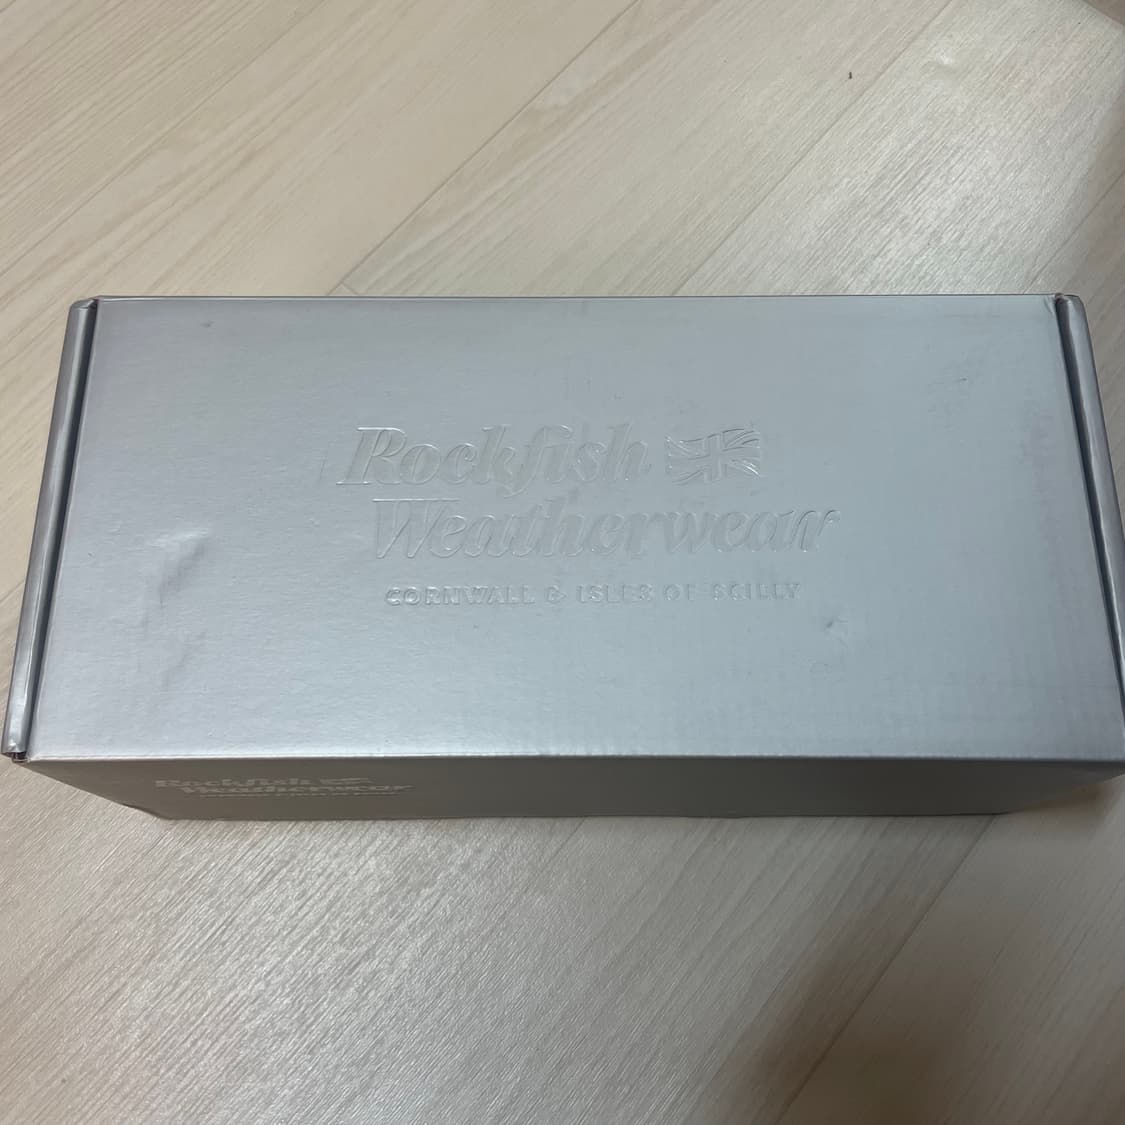 Rockfish
Weatherwear
CORNWALL & ISLES OF SCILLY
Rockfish
Weatherwear